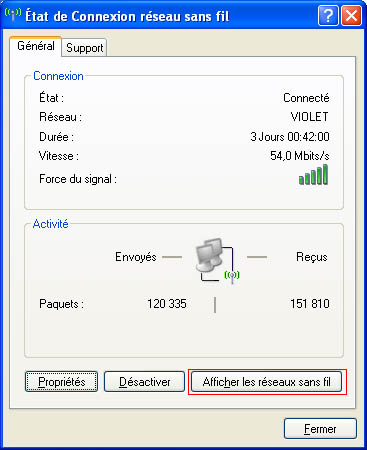 État de Connexion réseau sans fil
Général Support
Connexion
État : Connecté
Réseau : VIOLET
Durée : 3 Jours 00:42:00
Vitesse : 54,0 Mbits/s
Force du signal :
Activité
Envoyés Reçus
Paquets : 120 335 151 810
Propriétés Désactiver Afficher les réseaux sans fil
Fermer